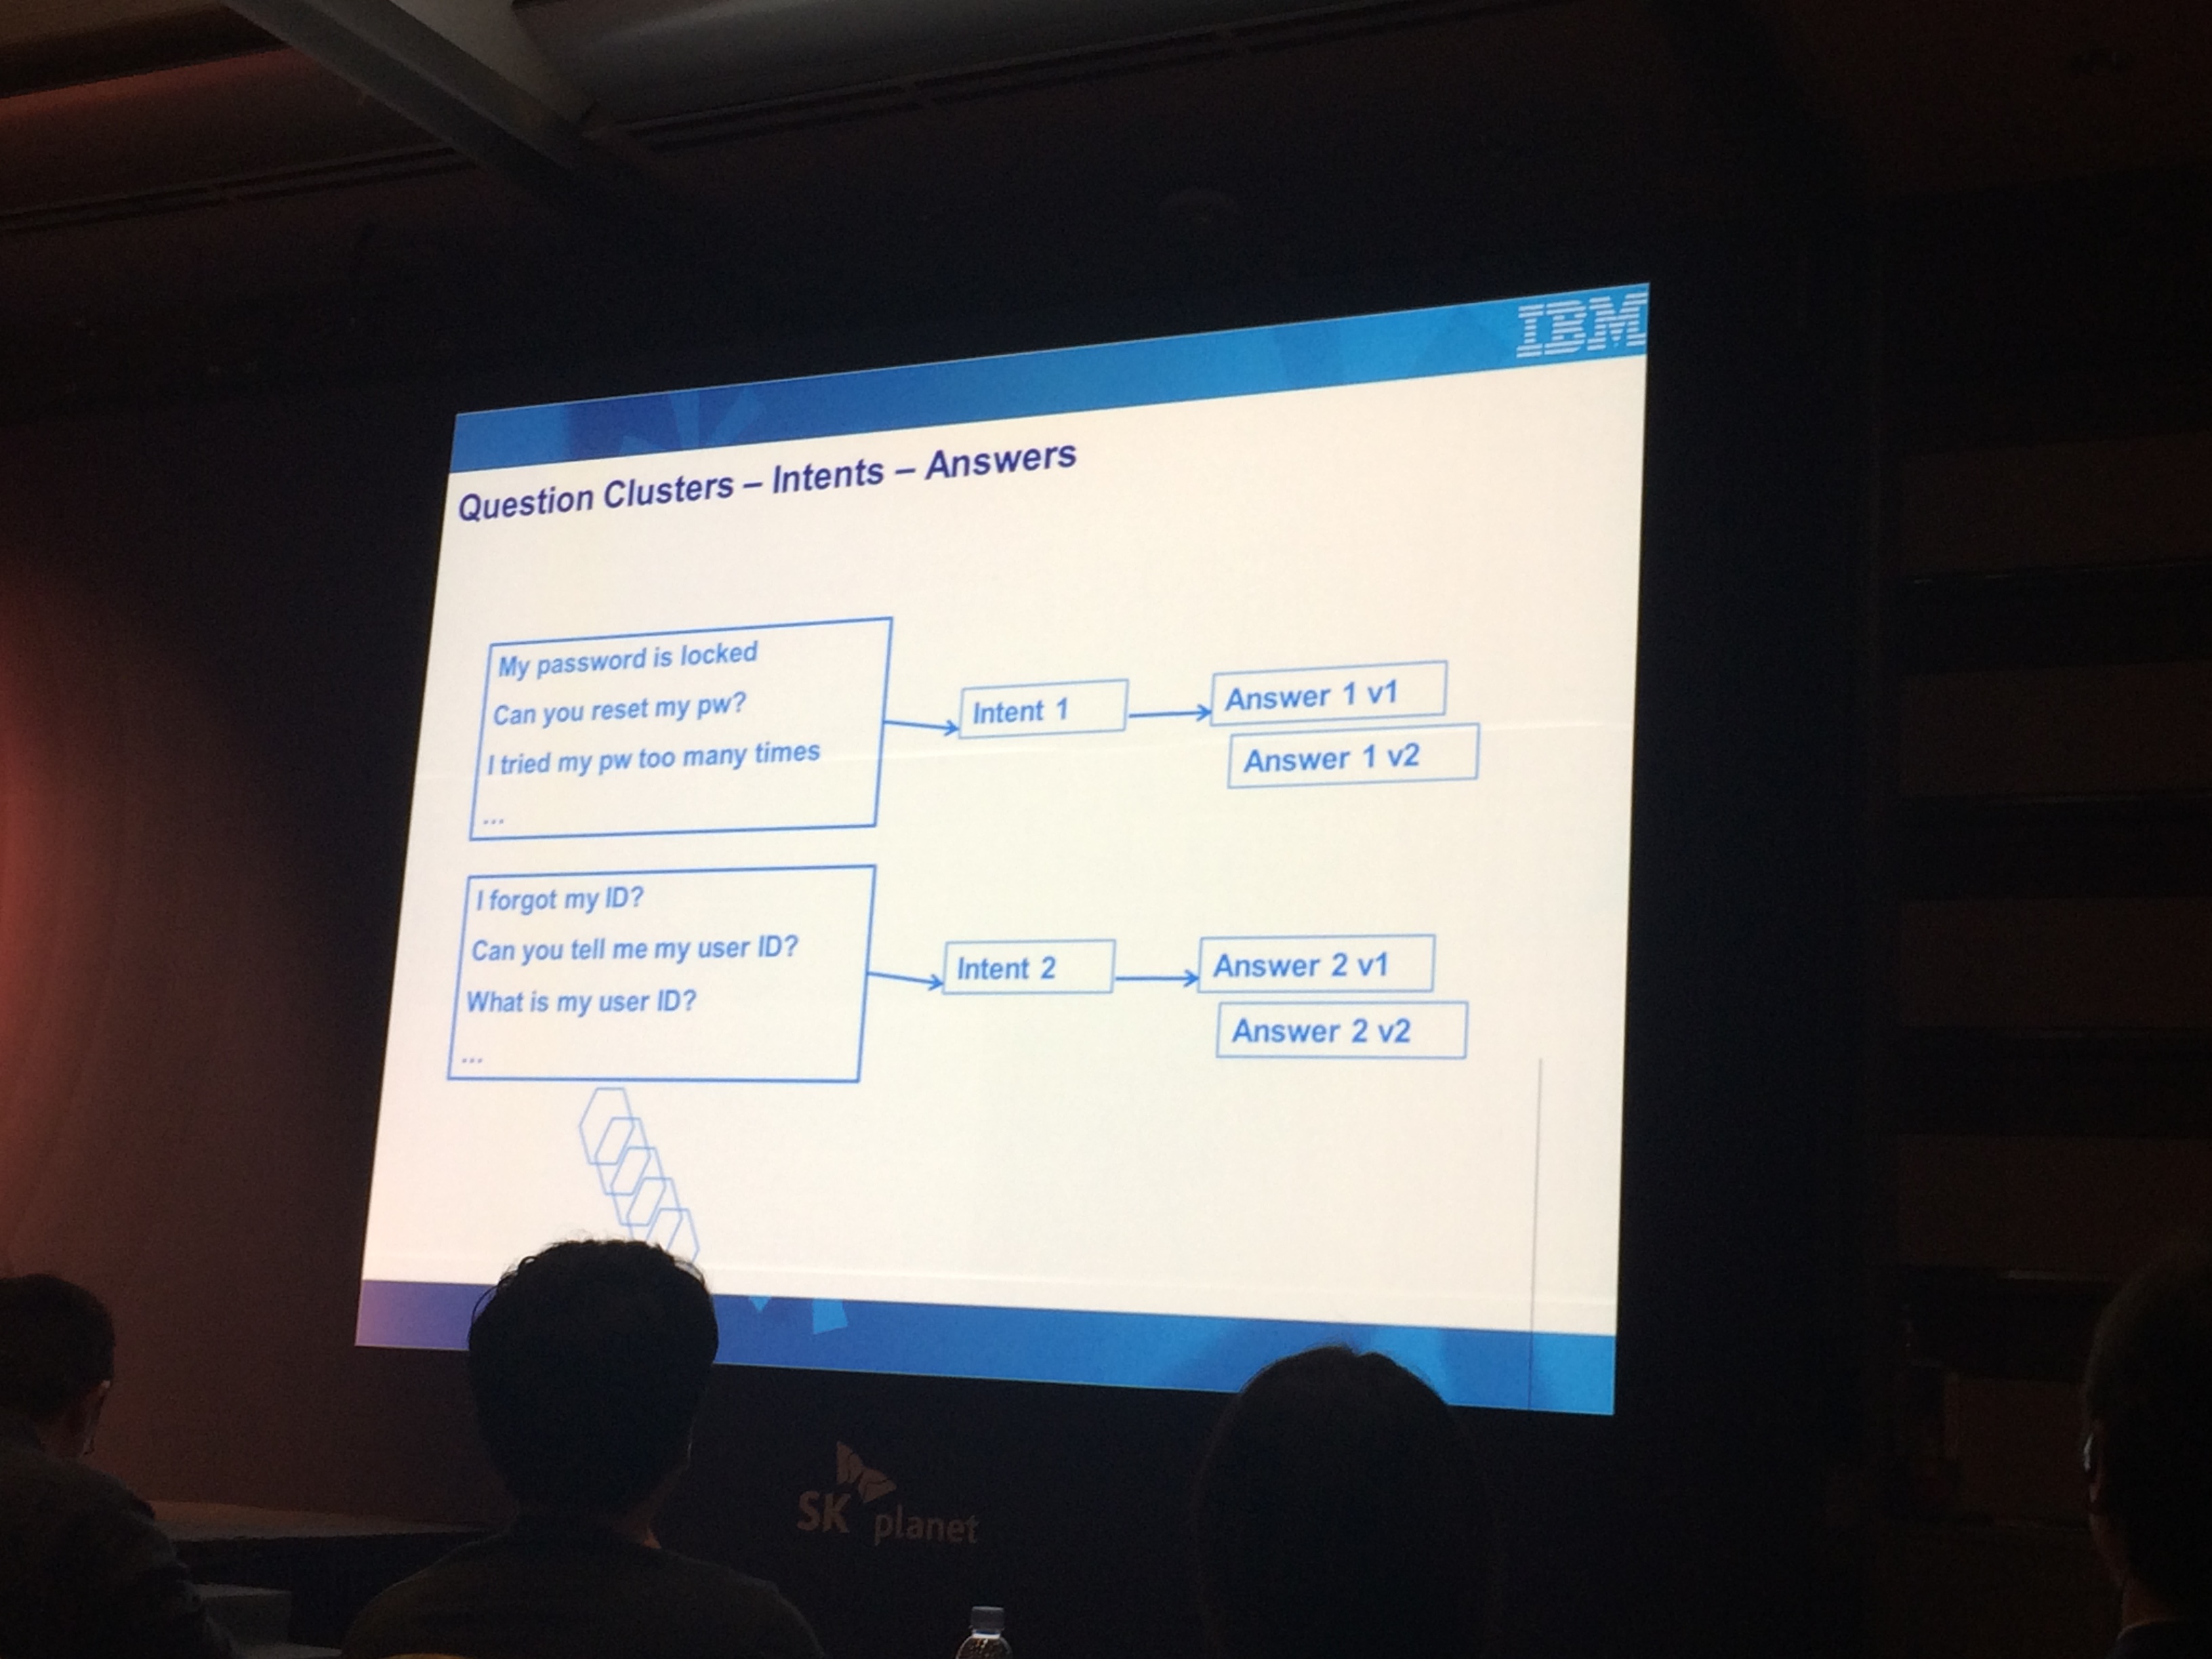 IBM
Question Clusters – Intents – Answers
My password is locked
Can you reset my pw?
I tried my pw too many times
...
Intent 1
Answer 1 v1
Answer 1 v2
I forgot my ID?
Can you tell me my user ID?
What is my user ID?
...
Intent 2
Answer 2 v1
Answer 2 v2
SK planet